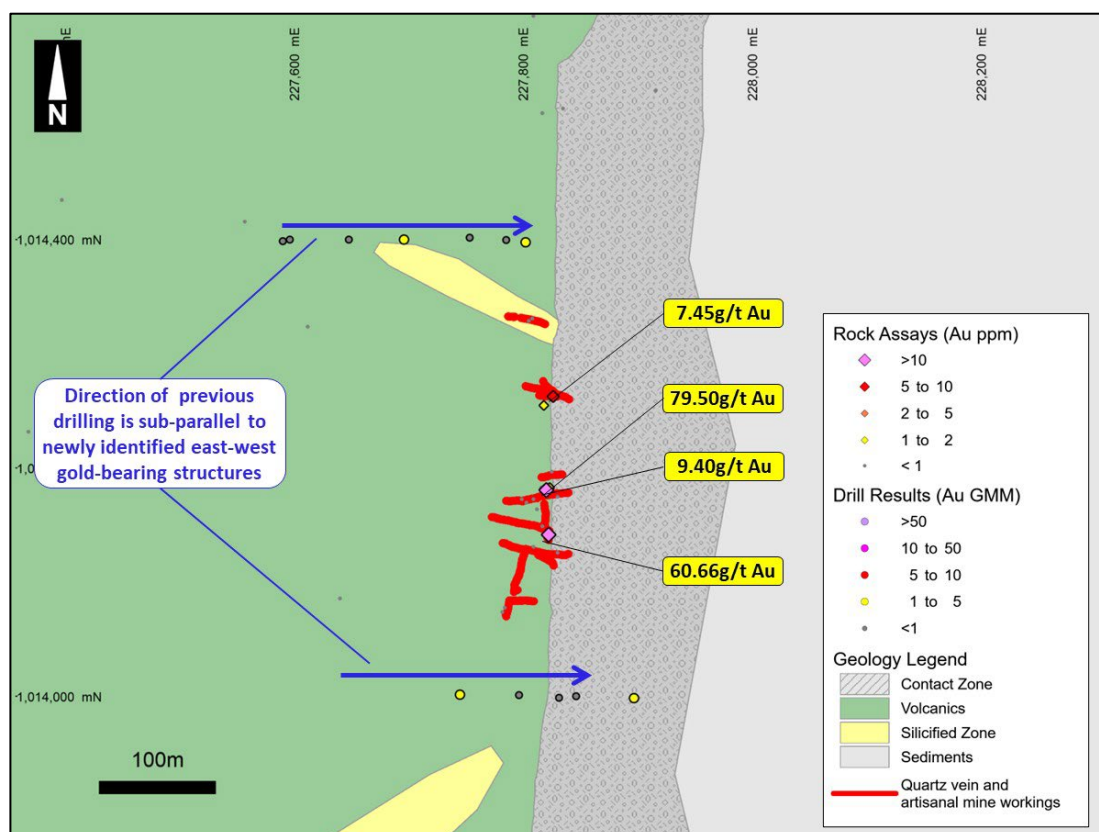 N
mE
227,600 mE
227,800 mE
228,000 mE
228,200 mE
1,014,400 mN
7.45g/t Au
79.50g/t Au
9.40g/t Au
60.66g/t Au
Direction of previous
drilling is sub-parallel to
newly identified east-west
gold-bearing structures
1,014,000 mN
100m
Rock Assays (Au ppm)
>10
5 to 10
2 to 5
1 to 2
< 1
Drill Results (Au GMM)
>50
10 to 50
5 to 10
1 to 5
<1
Geology Legend
Contact Zone
Volcanics
Silicified Zone
Sediments
Quartz vein and
artisanal mine workings